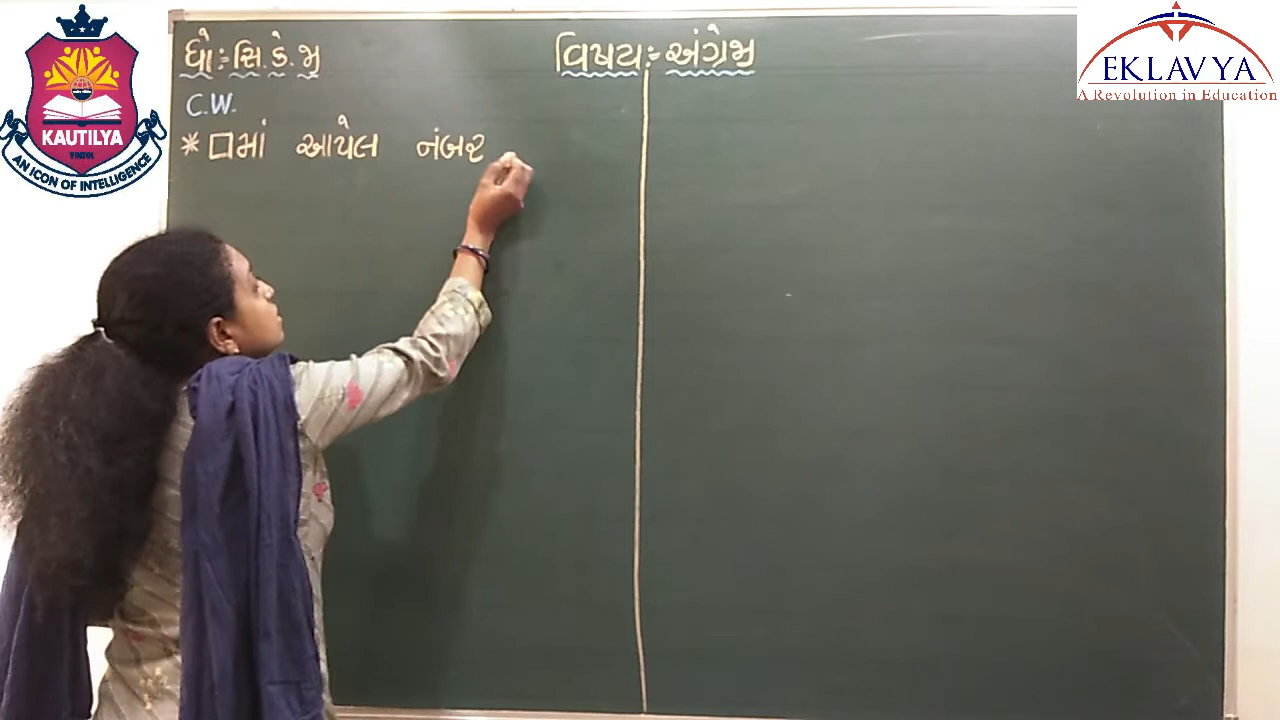 ધો:- સિ. કે. જી
વિષય:- અંગ્રેજી
C.W.
* □માં આપેલ નંબર
KAUTILYA
AN ICON OF INTELLIGENCE
EKLAVYA
A Revolution in Education